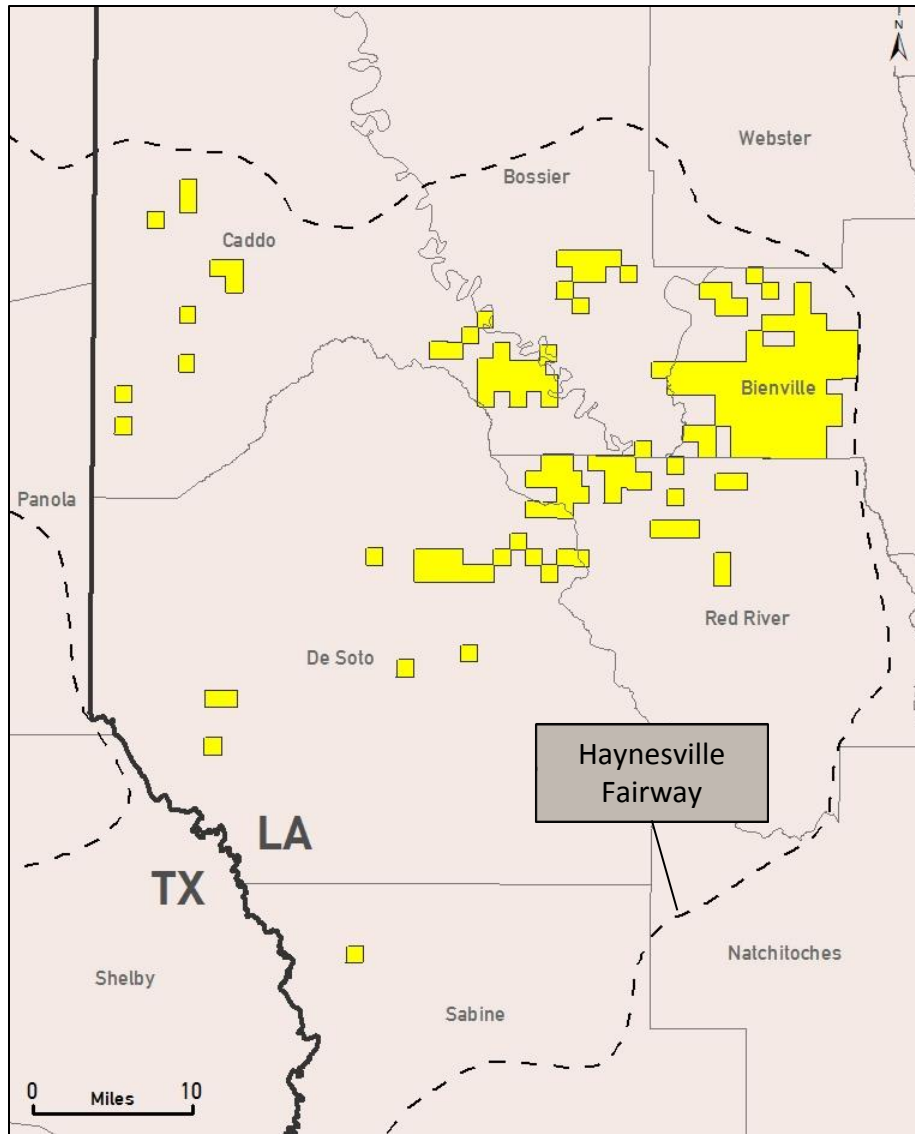 N
Webster
Bossier
Caddo
Bienville
Panola
Red River
De Soto
Haynesville
Fairway
LA
TX
Natchitoches
Shelby
Sabine
0 Miles 10